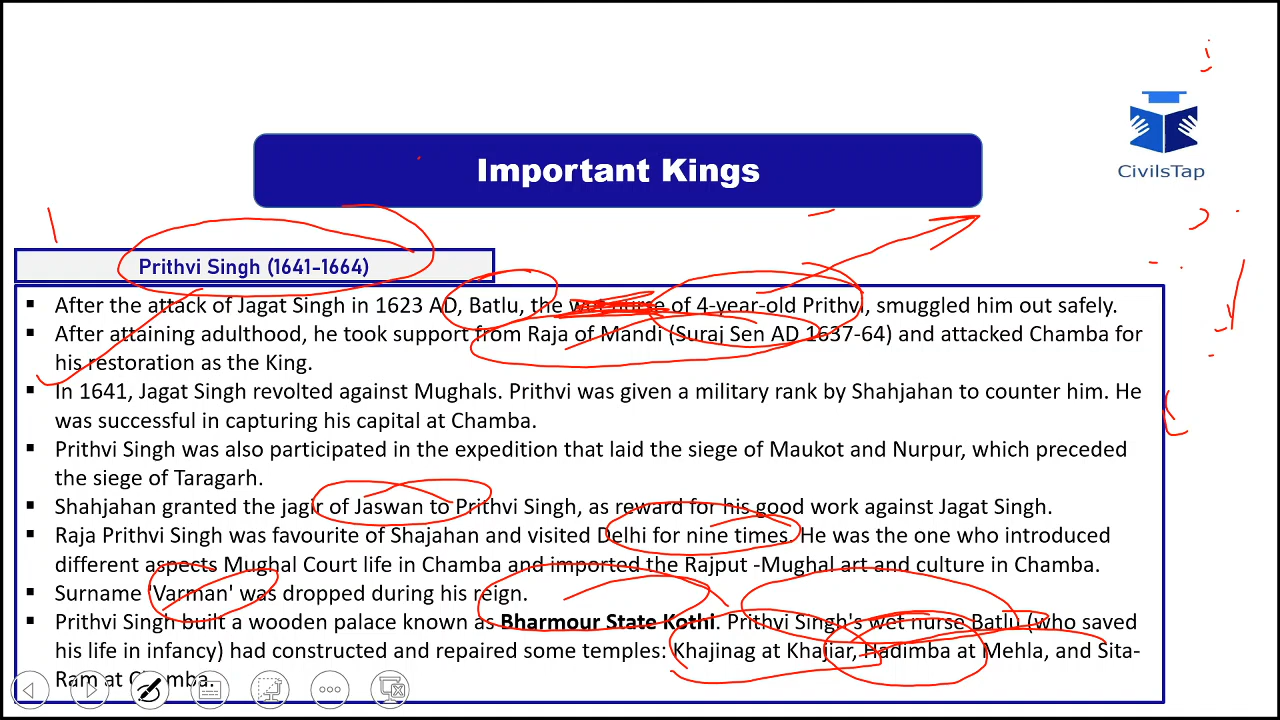 CivilsTap
Important Kings
Prithvi Singh (1641-1664)
▪ After the attack of Jagat Singh in 1623 AD, Batlu, the wet nurse of 4-year-old Prithvi, smuggled him out safely.
▪ After attaining adulthood, he took support from Raja of Mandi (Suraj Sen AD 1637-64) and attacked Chamba for
his restoration as the King.
▪ In 1641, Jagat Singh revolted against Mughals. Prithvi was given a military rank by Shahjahan to counter him. He
was successful in capturing his capital at Chamba.
▪ Prithvi Singh was also participated in the expedition that laid the siege of Maukot and Nurpur, which preceded
the siege of Taragarh.
▪ Shahjahan granted the jagir of Jaswan to Prithvi Singh, as reward for his good work against Jagat Singh.
▪ Raja Prithvi Singh was favourite of Shajahan and visited Delhi for nine times. He was the one who introduced
different aspects Mughal Court life in Chamba and imported the Rajput -Mughal art and culture in Chamba.
▪ Surname 'Varman' was dropped during his reign.
▪ Prithvi Singh built a wooden palace known as Bharmour State Kothi. Prithvi Singh's wet nurse Batlu (who saved
his life in infancy) had constructed and repaired some temples: Khajinag at Khajiar, Hadimba at Mehla, and Sita-
Ram at Chamba.